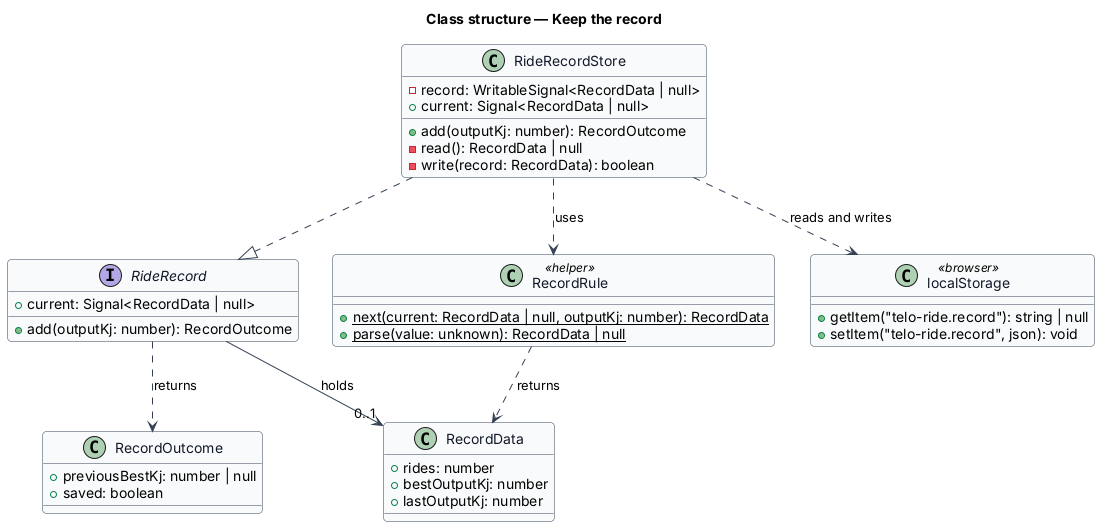 Class structure — Keep the record
C RideRecordStore
record: WritableSignal<RecordData | null>
current: Signal<RecordData | null>
add(outputKj: number): RecordOutcome
read(): RecordData | null
write(record: RecordData): boolean
uses
reads and writes
I RideRecord
current: Signal<RecordData | null>
add(outputKj: number): RecordOutcome
«helper»
C RecordRule
next(current: RecordData | null, outputKj: number): RecordData
parse(value: unknown): RecordData | null
«browser»
C localStorage
getItem("telo-ride.record"): string | null
setItem("telo-ride.record", json): void
returns
holds
0..1
returns
C RecordOutcome
previousBestKj: number | null
saved: boolean
C RecordData
rides: number
bestOutputKj: number
lastOutputKj: number